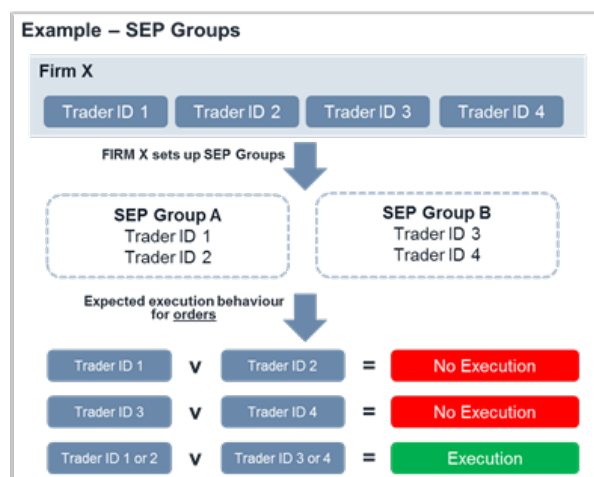 Example – SEP Groups
Firm X
Trader ID 1 Trader ID 2 Trader ID 3 Trader ID 4
FIRM X sets up SEP Groups
SEP Group A
Trader ID 1
Trader ID 2
SEP Group B
Trader ID 3
Trader ID 4
Expected execution behaviour
for orders
Trader ID 1 v Trader ID 2 = No Execution
Trader ID 3 v Trader ID 4 = No Execution
Trader ID 1 or 2 v Trader ID 3 or 4 = Execution